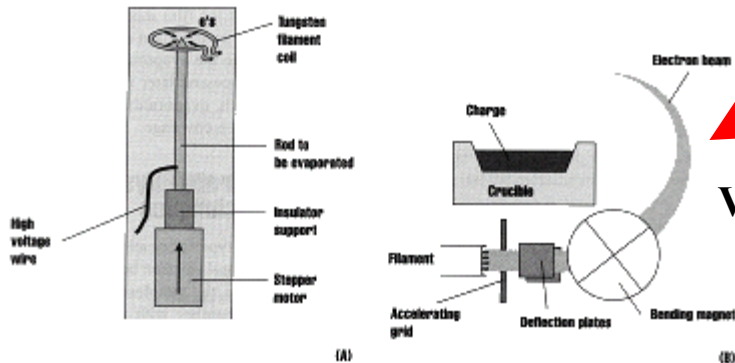 e's
Tungsten
filament
coil
Rod to
be evaporated
High
voltage
wire
Insulator
support
Stepper
motor
(A)
Electron beam
Charge
Crucible
Filament
Accelerating
grid
Deflection plates
Bending magnet
(B)